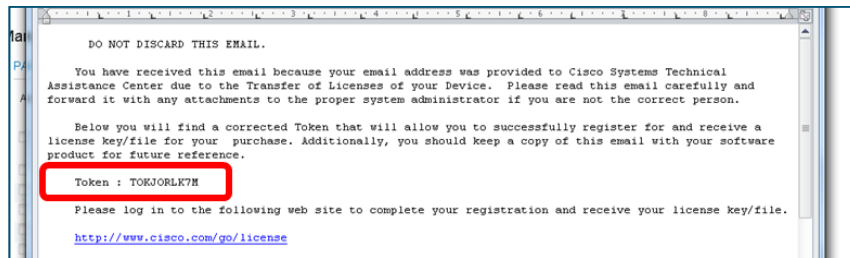 DO NOT DISCARD THIS EMAIL.
You have received this email because your email address was provided to Cisco Systems Technical
Assistance Center due to the Transfer of Licenses of your Device. Please read this email carefully and
forward it with any attachments to the proper system administrator if you are not the correct person.
Below you will find a corrected Token that will allow you to successfully register for and receive a
license key/file for your purchase. Additionally, you should keep a copy of this email with your software
product for future reference.
Token : TOKJORLK7M
Please log in to the following web site to complete your registration and receive your license key/file.
http://www.cisco.com/go/license